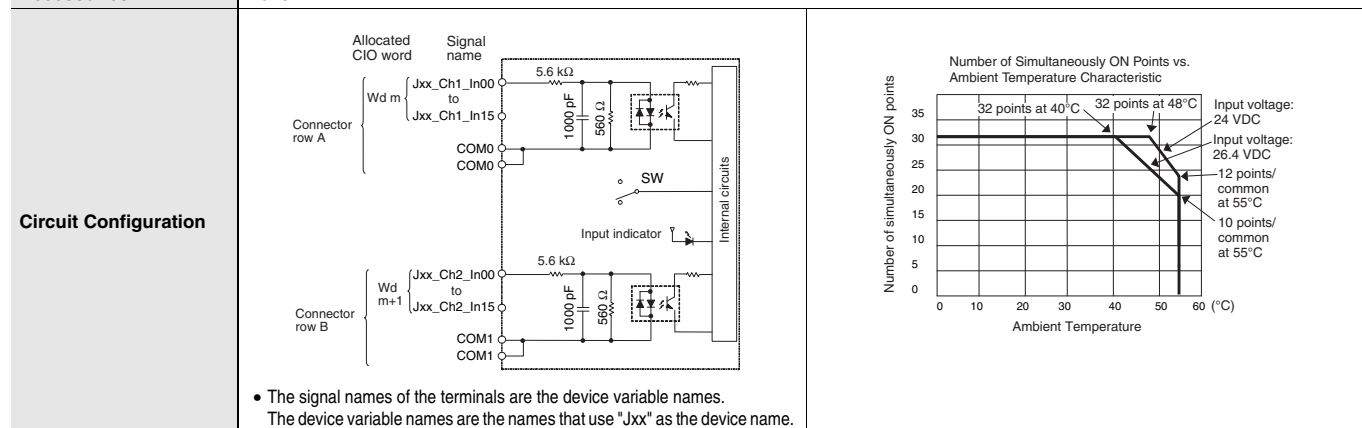 Circuit Configuration
Allocated
CIO word
Signal
name
Connector
row A
Wd m
Jxx_Ch1_In00
to
Jxx_Ch1_In15
COM0
COM0
5.6 kΩ
1000 pF
560 Ω
SW
Input indicator
Internal circuits
Connector
row B
Wd
m+1
Jxx_Ch2_In00
to
Jxx_Ch2_In15
COM1
COM1
5.6 kΩ
1000 pF
560 Ω
• The signal names of the terminals are the device variable names.
The device variable names are the names that use "Jxx" as the device name.
Number of Simultaneously ON Points vs.
Ambient Temperature Characteristic
Number of simultaneously ON points
35
30
25
20
15
10
5
0
32 points at 40°C
32 points at 48°C
Input voltage:
24 VDC
Input voltage:
26.4 VDC
12 points/
common
at 55°C
10 points/
common
at 55°C
0 10 20 30 40 50 60 (°C)
Ambient Temperature